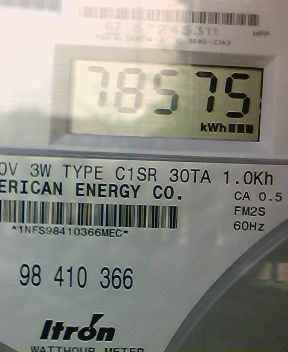 78575
kWh
0V 3W TYPE C1SR 30TA 1.0Kh
ERICAN ENERGY CO.
CA 0.5
FM2S
*1NFS98410366MEC*
60Hz
98 410 366
Itron
WATTHOUR METER